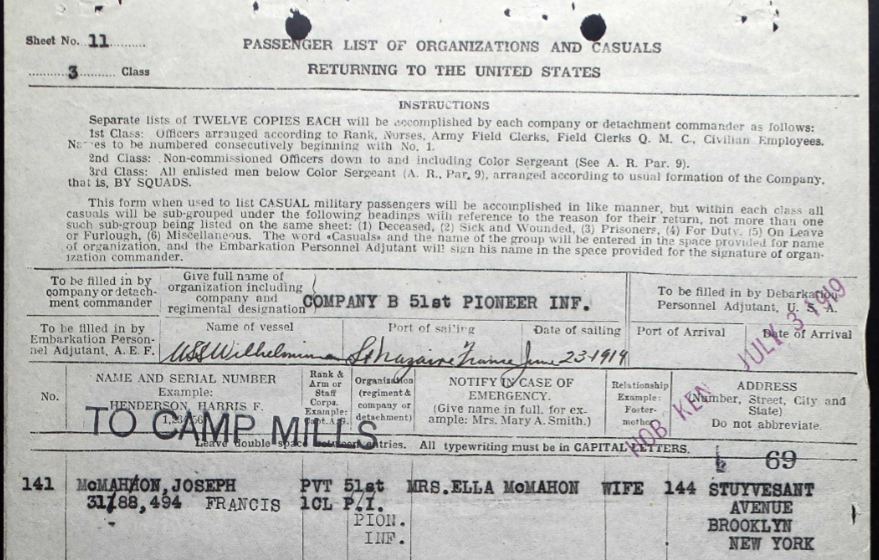 Sheet No. 11
PASSENGER LIST OF ORGANIZATIONS AND CASUALS
3 Class
RETURNING TO THE UNITED STATES
INSTRUCTIONS
Separate lists of TWELVE COPIES EACH will be accomplished by each company or detachment commander as follows:
1st Class: Officers arranged according to Rank, Nurses, Army Field Clerks, Field Clerks Q. M. C., Civilian Employees.
Names to be numbered consecutively beginning with No. 1.
2nd Class: Non-commissioned Officers down to and including Color Sergeant (See A. R. Par. 9).
3rd Class: All enlisted men below Color Sergeant (A. R., Par. 9), arranged according to usual formation of the Company,
that is, BY SQUADS.
This form when used to list CASUAL military passengers will be accomplished in like manner, but within each class all
casuals will be sub-grouped under the following headings with reference to the reason for their return, not more than one
such sub-group being listed on the same sheet: (1) Deceased, (2) Sick and Wounded, (3) Prisoners, (4) For Duty, (5) On Leave
or Furlough, (6) Miscellaneous. The word «Casuals» and the name of the group will be entered in the space provided for name
of organization, and the Embarkation Personnel Adjutant will sign his name in the space provided for the signature of organ-
ization commander.
To be filled in by
company or detach-
ment commander
Give full name of
organization including
company and
regimental designation
COMPANY B 51st PIONEER INF.
To be filled in by Debarkation
Personnel Adjutant, U. S. A.
To be filled in by
Embarkation Person-
nel Adjutant, A. E. F.
Name of vessel
USS Wilhelmina
Port of sailing
St Nazaire France
Date of sailing
June 23-1919
Port of Arrival
Date of Arrival
HOBOKEN JULY 3 1919
No.
NAME AND SERIAL NUMBER
Example:
HENDERSON, HARRIS F.
Rank &
Arm or
Staff
Corps.
Example:
Organization
(regiment &
company or
detachment)
NOTIFY IN CASE OF
EMERGENCY.
(Give name in full. for ex-
ample: Mrs. Mary A. Smith.)
Relationship
Example:
Foster-
mother
ADDRESS
(Number, Street, City and
State)
Do not abbreviate.
TO CAMP MILLS
Leave double space between entries. All typewriting must be in CAPITAL LETTERS.
69
141 McMAHON, JOSEPH PVT 51st MRS.ELLA McMAHON WIFE 144 STUYVESANT
3188,494 FRANCIS 1CL P.I. AVENUE
PION. BROOKLYN
INF. NEW YORK